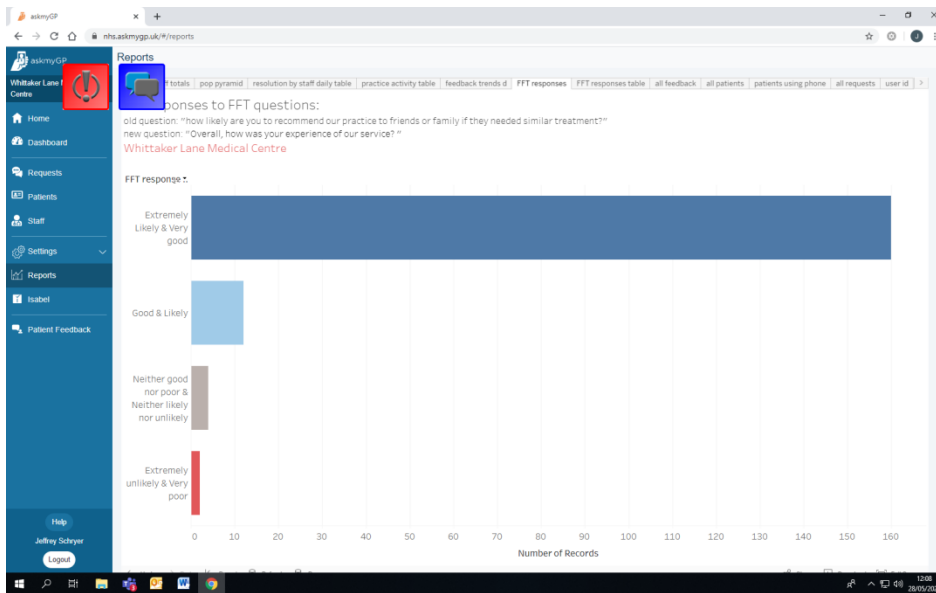 askmyGP
nhs.askmygp.uk/#/reports
askmyGP
Reports
Whittaker Lane
Centre
totals pop pyramid resolution by staff daily table practice activity table feedback trends d FFT responses FFT responses table all feedback all patients patients using phone all requests user id
to FFT questions:
old question: "how likely are you to recommend our practice to friends or family if they needed similar treatment?"
new question: "Overall, how was your experience of our service? "
Whittaker Lane Medical Centre
Home
Dashboard
Requests
Patients
Staff
Settings
Reports
Isabel
Patient Feedback
FFT response
Extremely
Likely & Very
good
Good & Likely
Neither good
nor poor &
Neither likely
nor unlikely
Extremely
unlikely & Very
poor
0 10 20 30 40 50 60 70 80 90 100 110 120 130 140 150 160
Number of Records
Help
Jeffrey Schryer
Logout
12:08